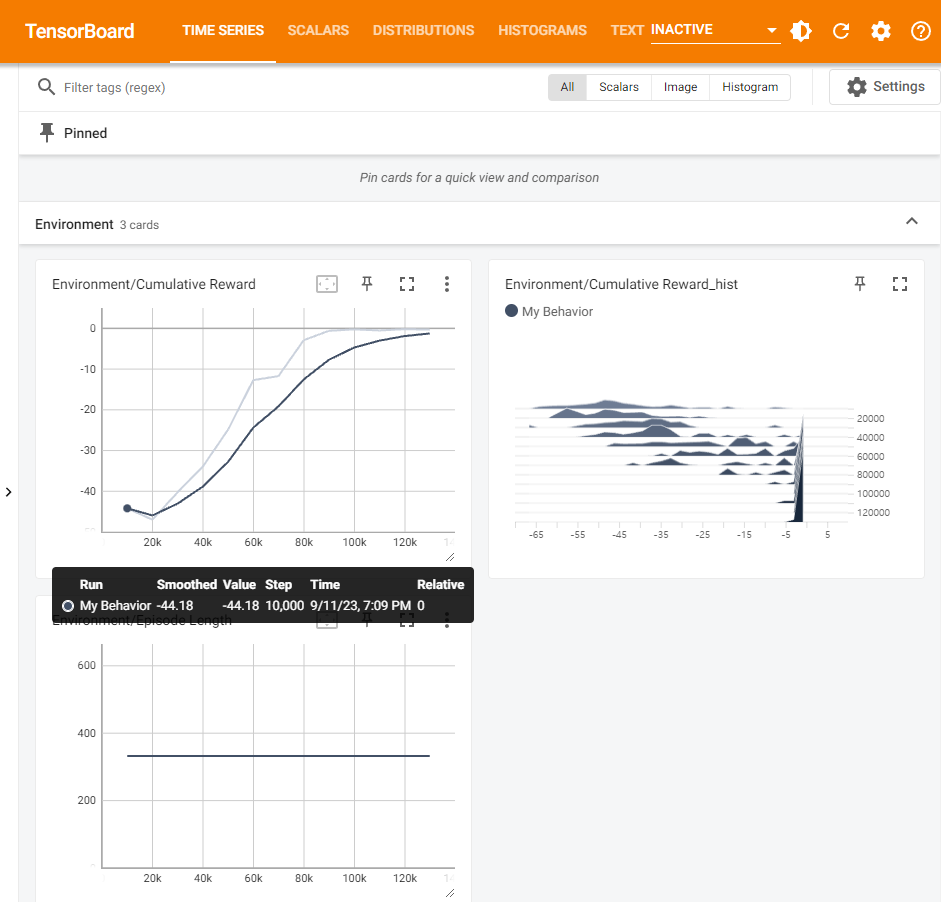 TensorBoard TIME SERIES SCALARS DISTRIBUTIONS HISTOGRAMS TEXT INACTIVE
Filter tags (regex) All Scalars Image Histogram Settings
Pinned
Pin cards for a quick view and comparison
Environment 3 cards
Environment/Cumulative Reward
0
-10
-20
-30
-40
20k 40k 60k 80k 100k 120k
Environment/Cumulative Reward_hist
My Behavior
20000
40000
60000
80000
100000
120000
-65 -55 -45 -35 -25 -15 -5 5
Run Smoothed Value Step Time Relative
My Behavior -44.18 -44.18 10,000 9/11/23, 7:09 PM 0
Environment/Episode Length
600
400
200
20k 40k 60k 80k 100k 120k